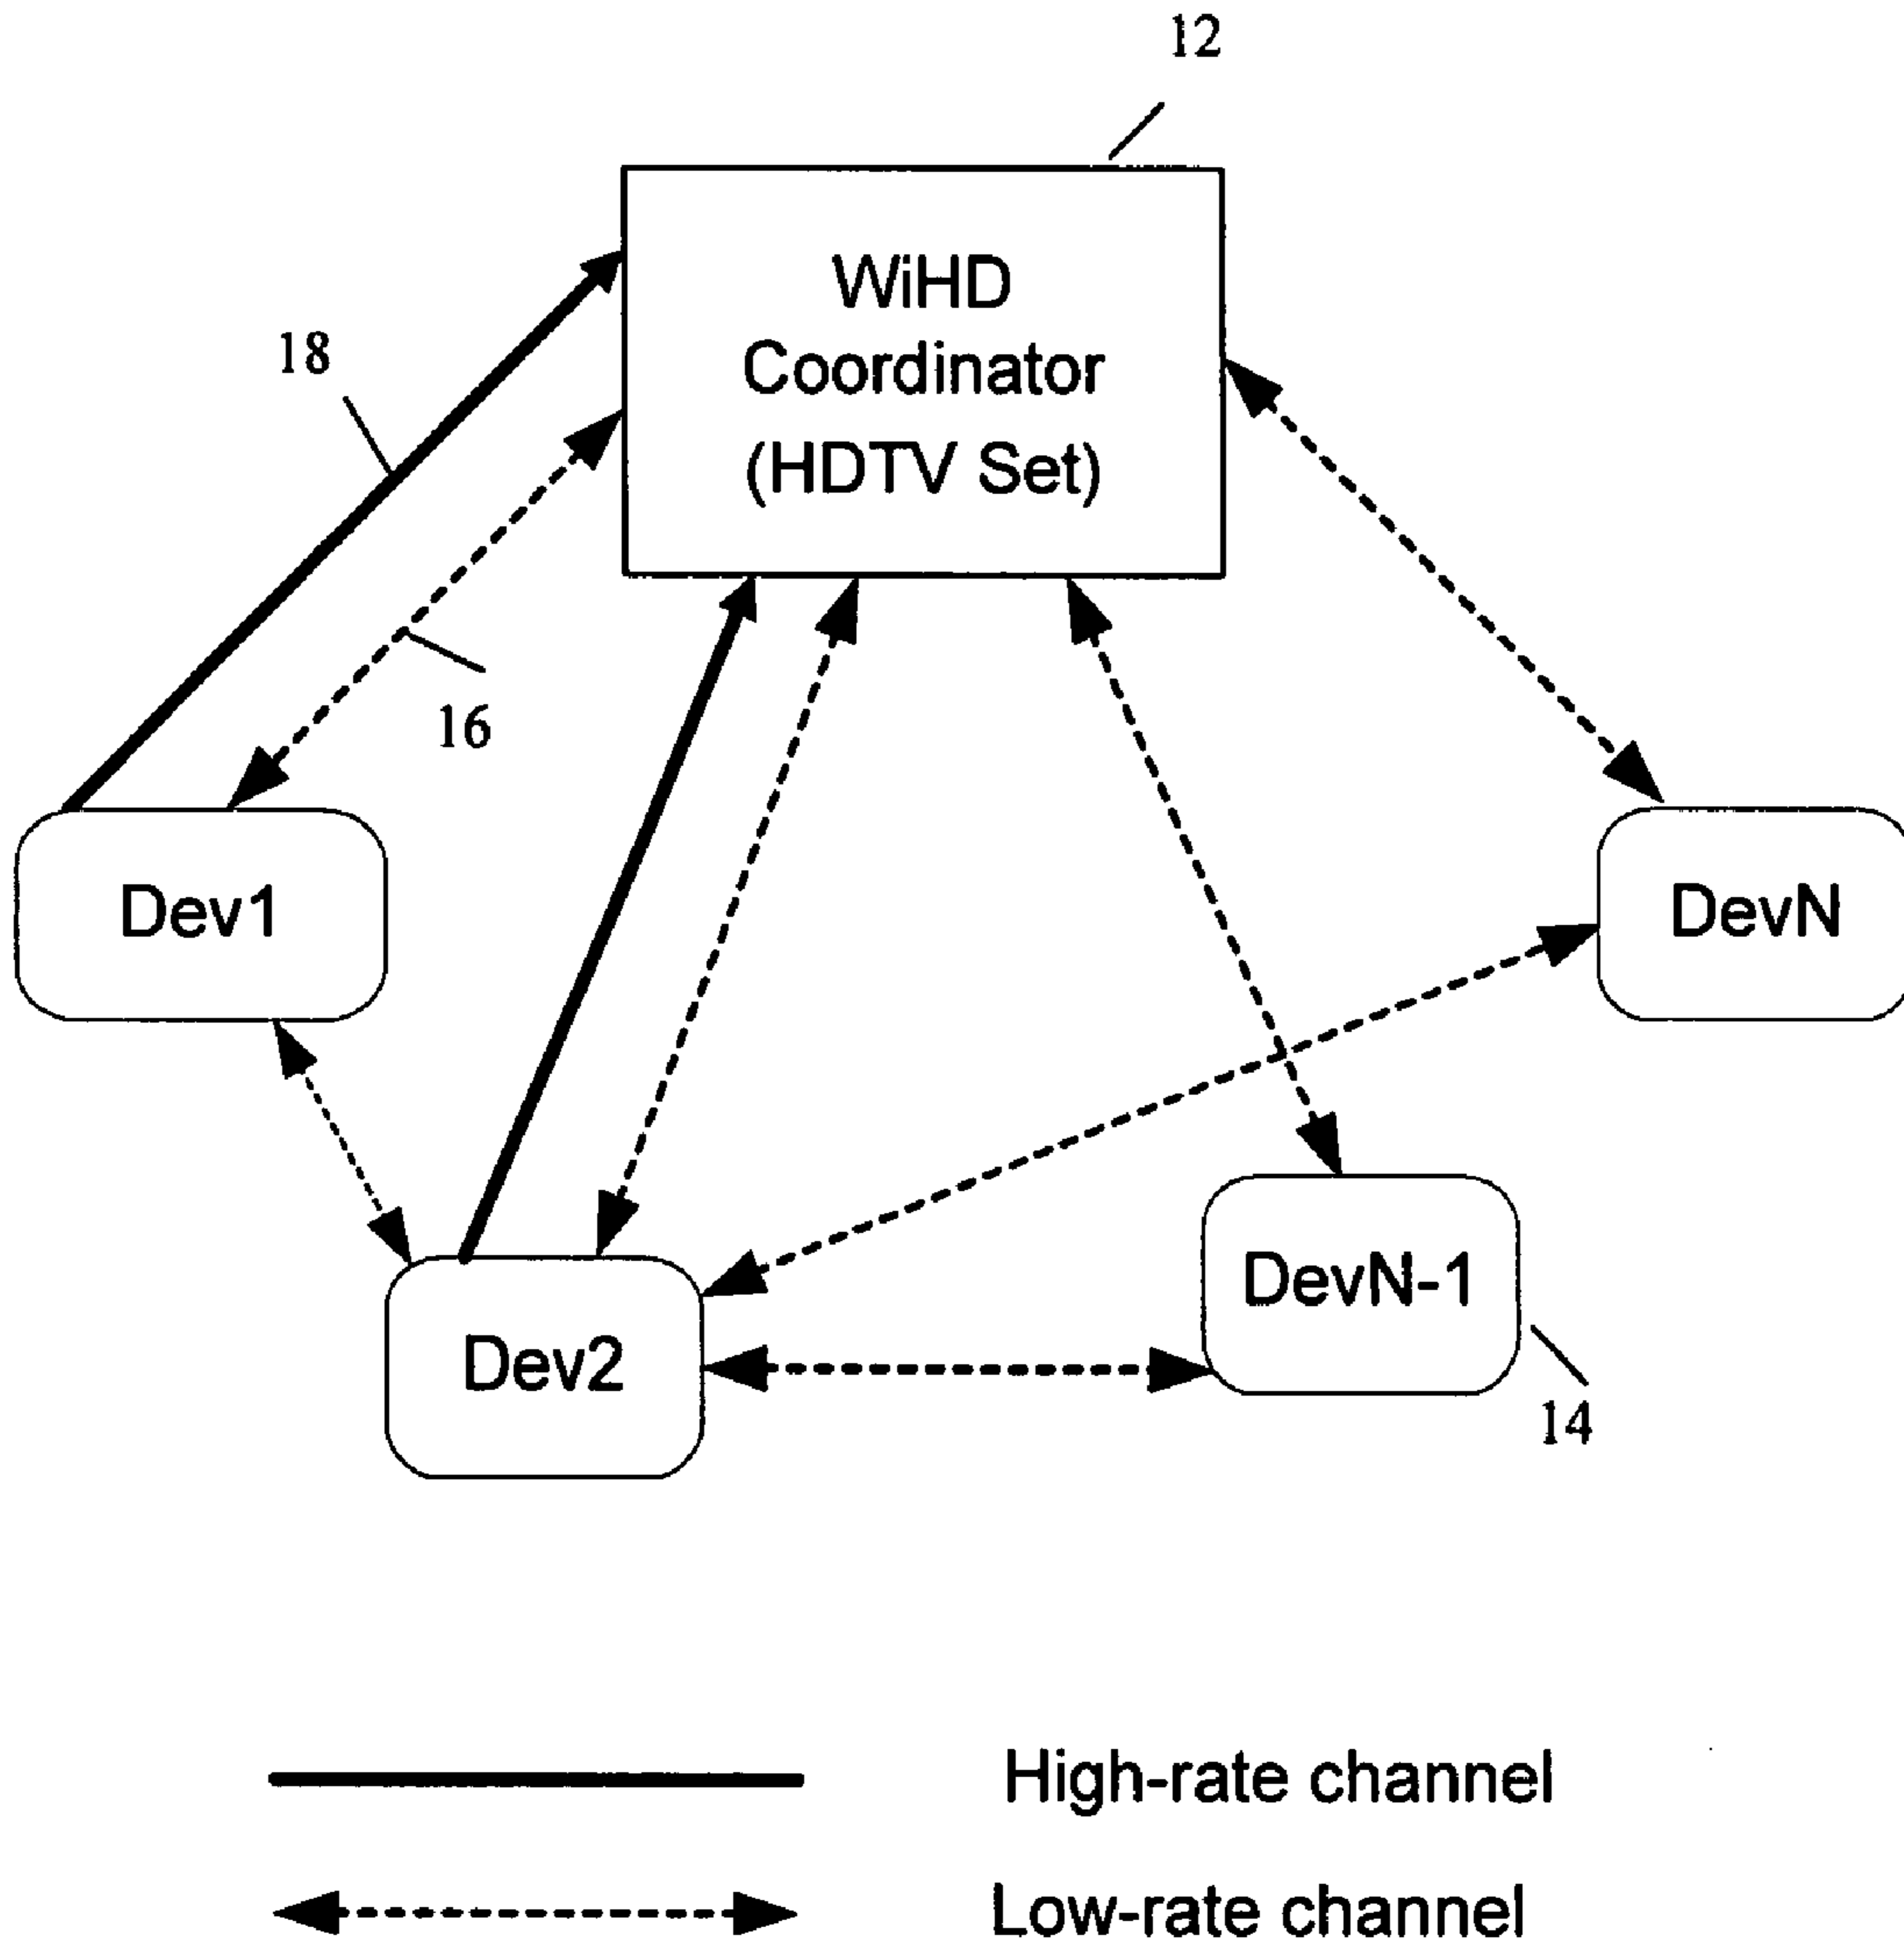 12
WiHD
Coordinator
(HDTV Set)
18
16
Dev1
DevN
DevN-1
Dev2
14
High-rate channel
Low-rate channel